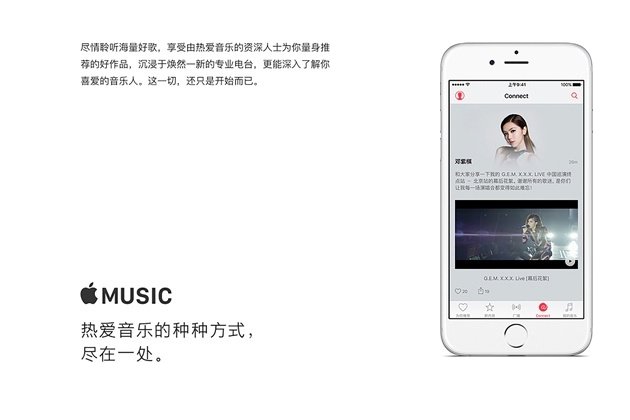 尽情聆听海量好歌，享受由热爱音乐的资深人士为你量身推
荐的好作品，沉浸于焕然一新的专业电台，更能深入了解你
喜爱的音乐人。这一切，还只是开始而已。
MUSIC
热爱音乐的种种方式，
尽在一处。
上午9:41
100%
Connect
邓紫棋
20m
和大家分享一下我的 G.E.M. X.X.X. LIVE 中国巡演终
点站 － 北京站的幕后花絮。谢谢所有的歌迷，是你们
让我每一场演唱会都变得如此难忘！
G.E.M. X.X.X. Live [幕后花絮]
20
19
为你推荐
新内容
广播
Connect
我的音乐